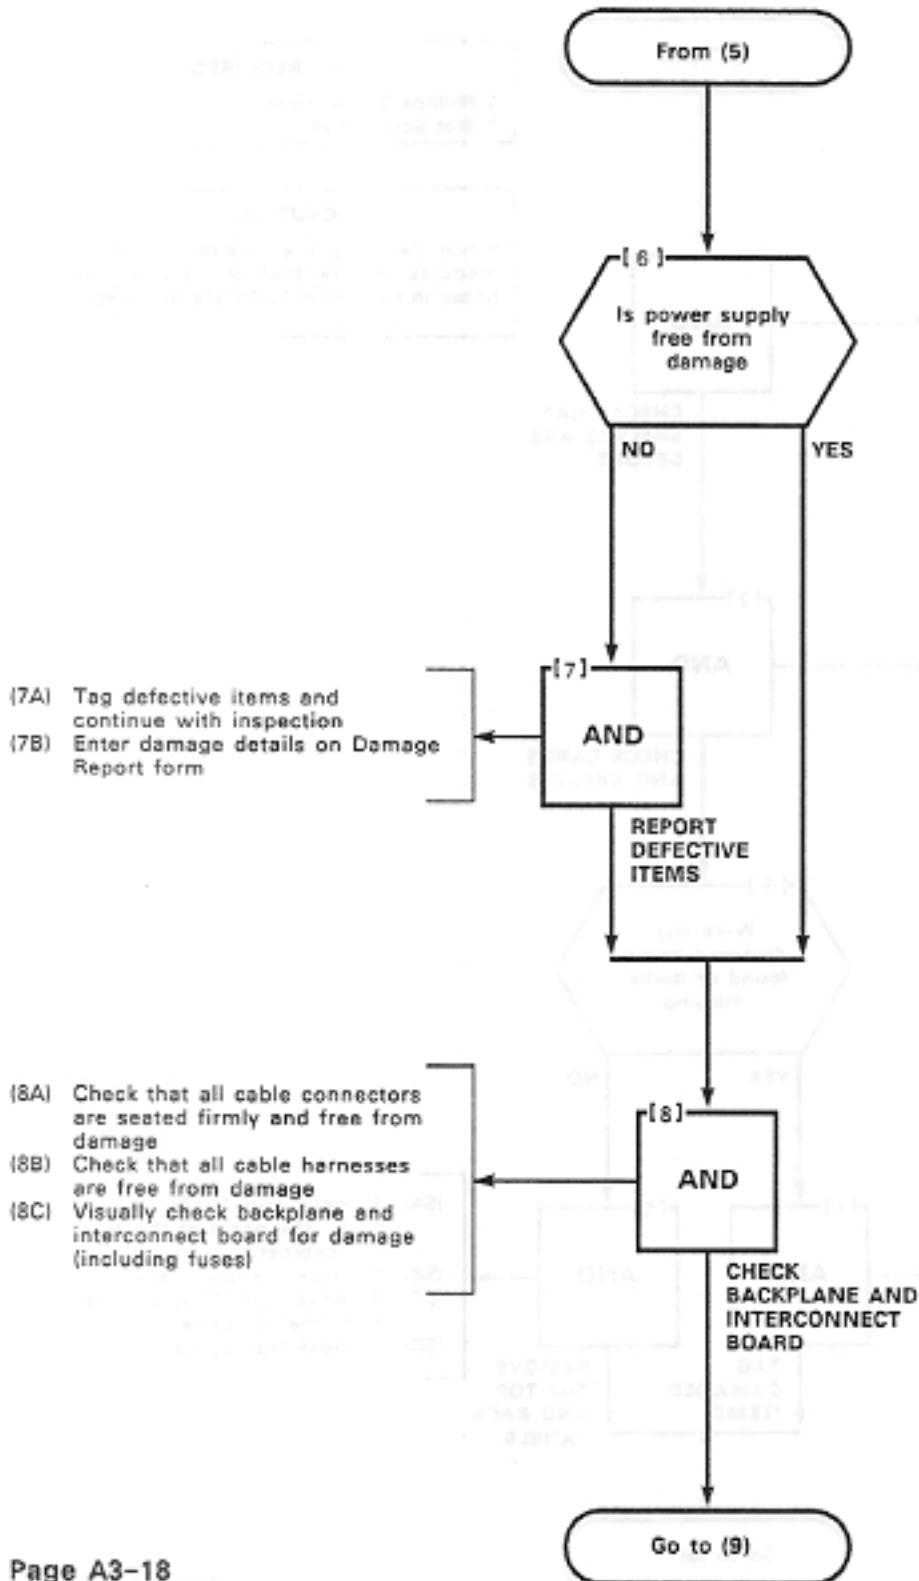 From (5)
[6]
Is power supply
free from
damage
NO
YES
[7]
AND
(7A) Tag defective items and
continue with inspection
(7B) Enter damage details on Damage
Report form
REPORT
DEFECTIVE
ITEMS
[8]
AND
(8A) Check that all cable connectors
are seated firmly and free from
damage
(8B) Check that all cable harnesses
are free from damage
(8C) Visually check backplane and
interconnect board for damage
(including fuses)
CHECK
BACKPLANE AND
INTERCONNECT
BOARD
Go to (9)
Page A3-18